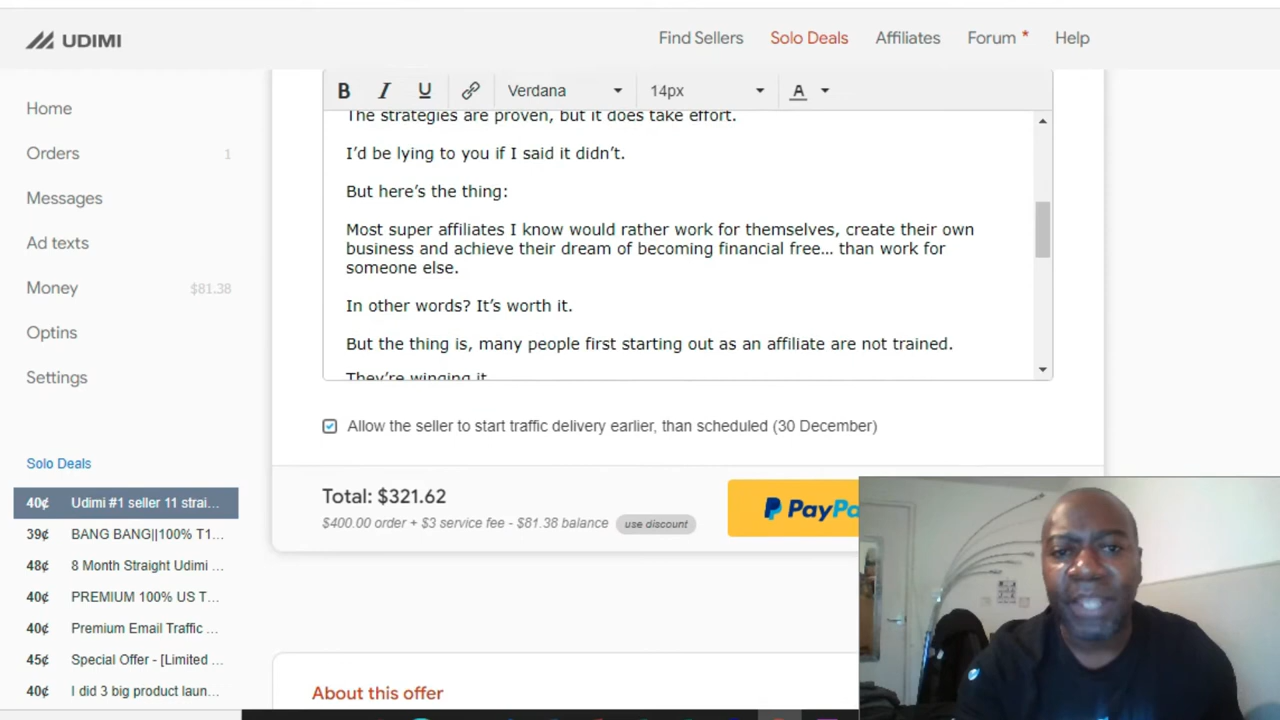 UDIMI
Find Sellers
Solo Deals
Affiliates
Forum *
Help
Home
Orders 1
Messages
Ad texts
Money $81.38
Optins
Settings
Solo Deals
40¢ Udimi #1 seller 11 strai...
39¢ BANG BANG||100% T1...
48¢ 8 Month Straight Udimi ...
40¢ PREMIUM 100% US T...
40¢ Premium Email Traffic ...
45¢ Special Offer - [Limited ...
40¢ I did 3 big product laun...
B I U Verdana 14px A
The strategies are proven, but it does take effort.
I’d be lying to you if I said it didn’t.
But here’s the thing:
Most super affiliates I know would rather work for themselves, create their own
business and achieve their dream of becoming financial free… than work for
someone else.
In other words? It’s worth it.
But the thing is, many people first starting out as an affiliate are not trained.
They’re winging it
Allow the seller to start traffic delivery earlier, than scheduled (30 December)
Total: $321.62
$400.00 order + $3 service fee - $81.38 balance use discount
PayPa
About this offer